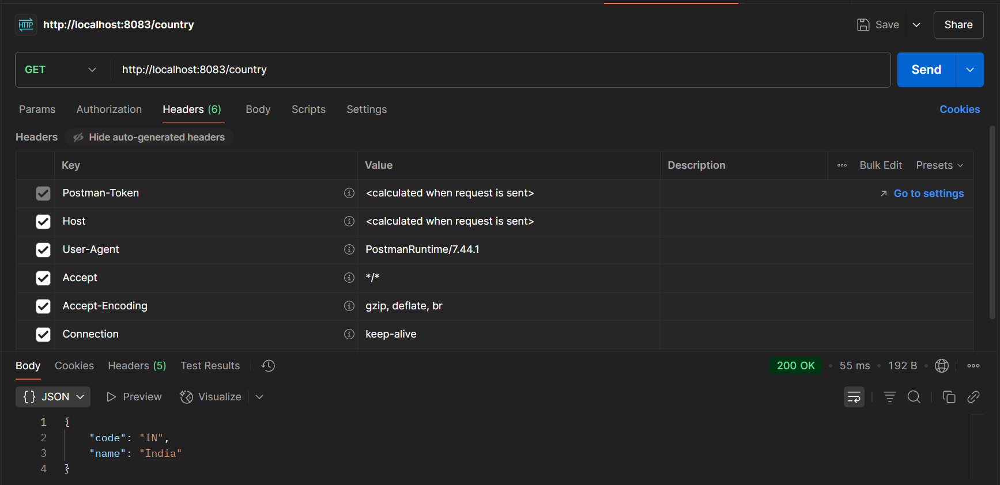 HTTP http://localhost:8083/country Save Share
GET http://localhost:8083/country Send
Params Authorization Headers (6) Body Scripts Settings Cookies
Headers Hide auto-generated headers
Key Value Description Bulk Edit Presets
Postman-Token <calculated when request is sent> Go to settings
Host <calculated when request is sent>
User-Agent PostmanRuntime/7.44.1
Accept */*
Accept-Encoding gzip, deflate, br
Connection keep-alive
Body Cookies Headers (5) Test Results 200 OK • 55 ms • 192 B •
{} JSON Preview Visualize
1 {
2 "code": "IN",
3 "name": "India"
4 }